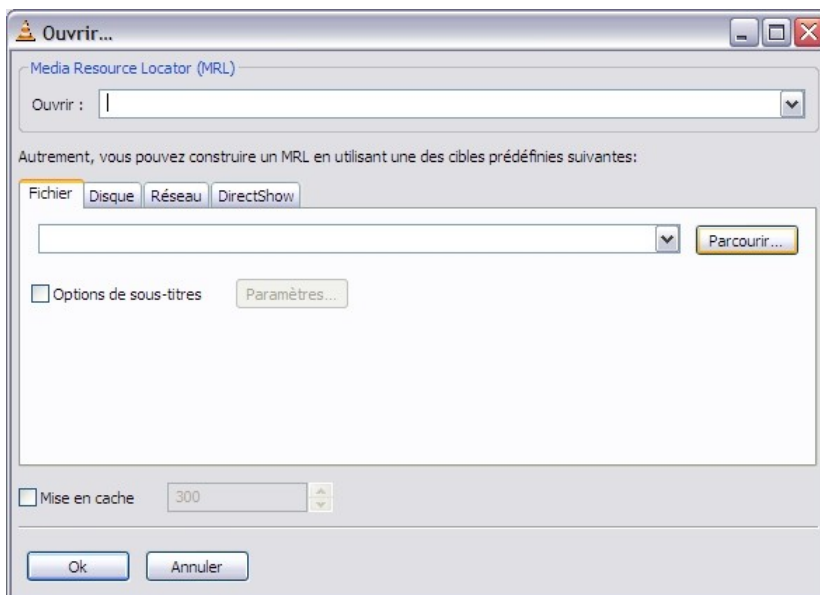 Ouvrir...
Media Resource Locator (MRL)
Ouvrir :
Autrement, vous pouvez construire un MRL en utilisant une des cibles prédéfinies suivantes:
Fichier Disque Réseau DirectShow
Parcourir...
Options de sous-titres Paramètres...
Mise en cache 300
Ok Annuler